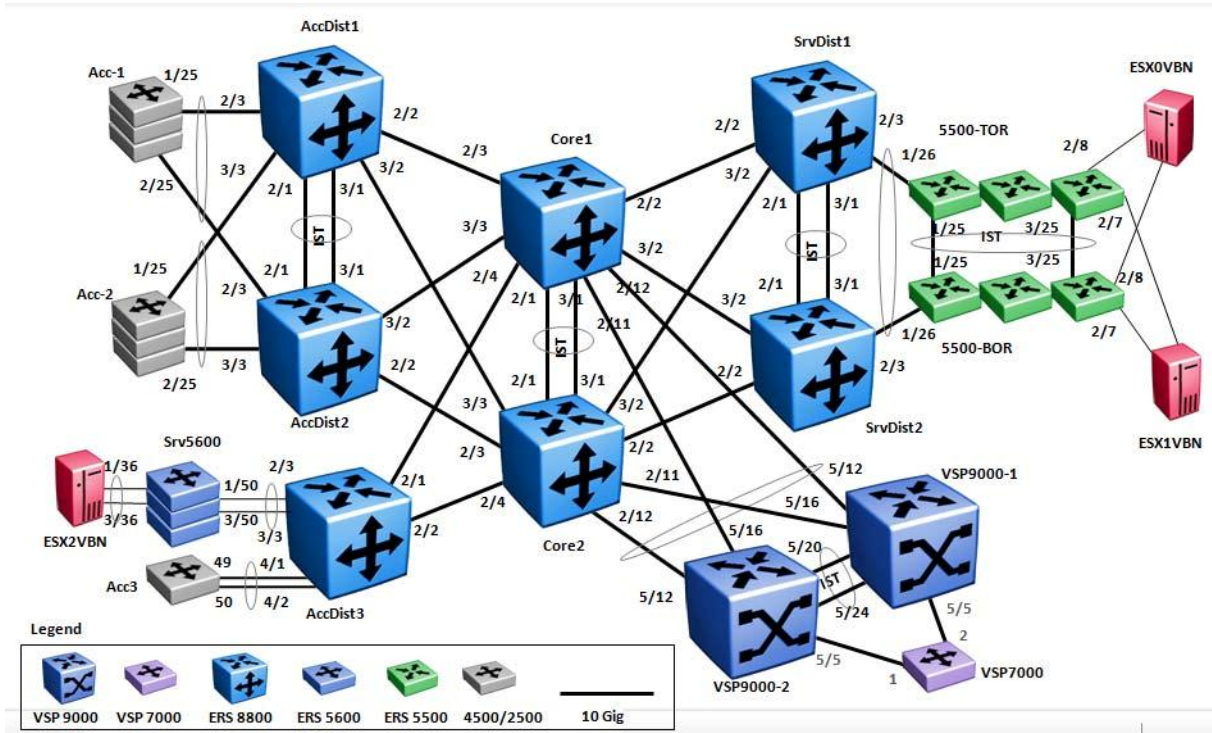 AccDist1
SrvDist1
Acc-1
1/25
ESX0VBN
2/3
2/2
2/2
2/3
5500-TOR
Core1
2/3
2/8
3/3
3/2
3/2
1/26
2/25
2/1
3/1
2/2
2/1
3/1
2/7
IST
3/3
1/25
3/25
IST
IST
3/2
1/25
3/25
1/25
2/3
2/1
3/1
2/4
2/12
2/1
3/1
2/8
Acc-2
2/1
3/1
3/2
3/2
2/11
1/26
2/7
3/3
2/2
IST
5500-BOR
2/25
2/1
3/1
2/2
2/3
AccDist2
3/3
3/2
SrvDist2
ESX1VBN
Srv5600
2/3
2/2
1/36
1/50
2/3
2/1
2/11
5/12
VSP9000-1
3/36
3/50
3/3
2/4
2/12
5/16
ESX2VBN
2/2
Core2
5/16
49
4/1
5/20
Acc3
IST
50
4/2
AccDist3
5/12
5/24
5/5
2
Legend
5/5
1
VSP7000
VSP9000-2
VSP 9000
VSP 7000
ERS 8800
ERS 5600
ERS 5500
4500/2500
10 Gig